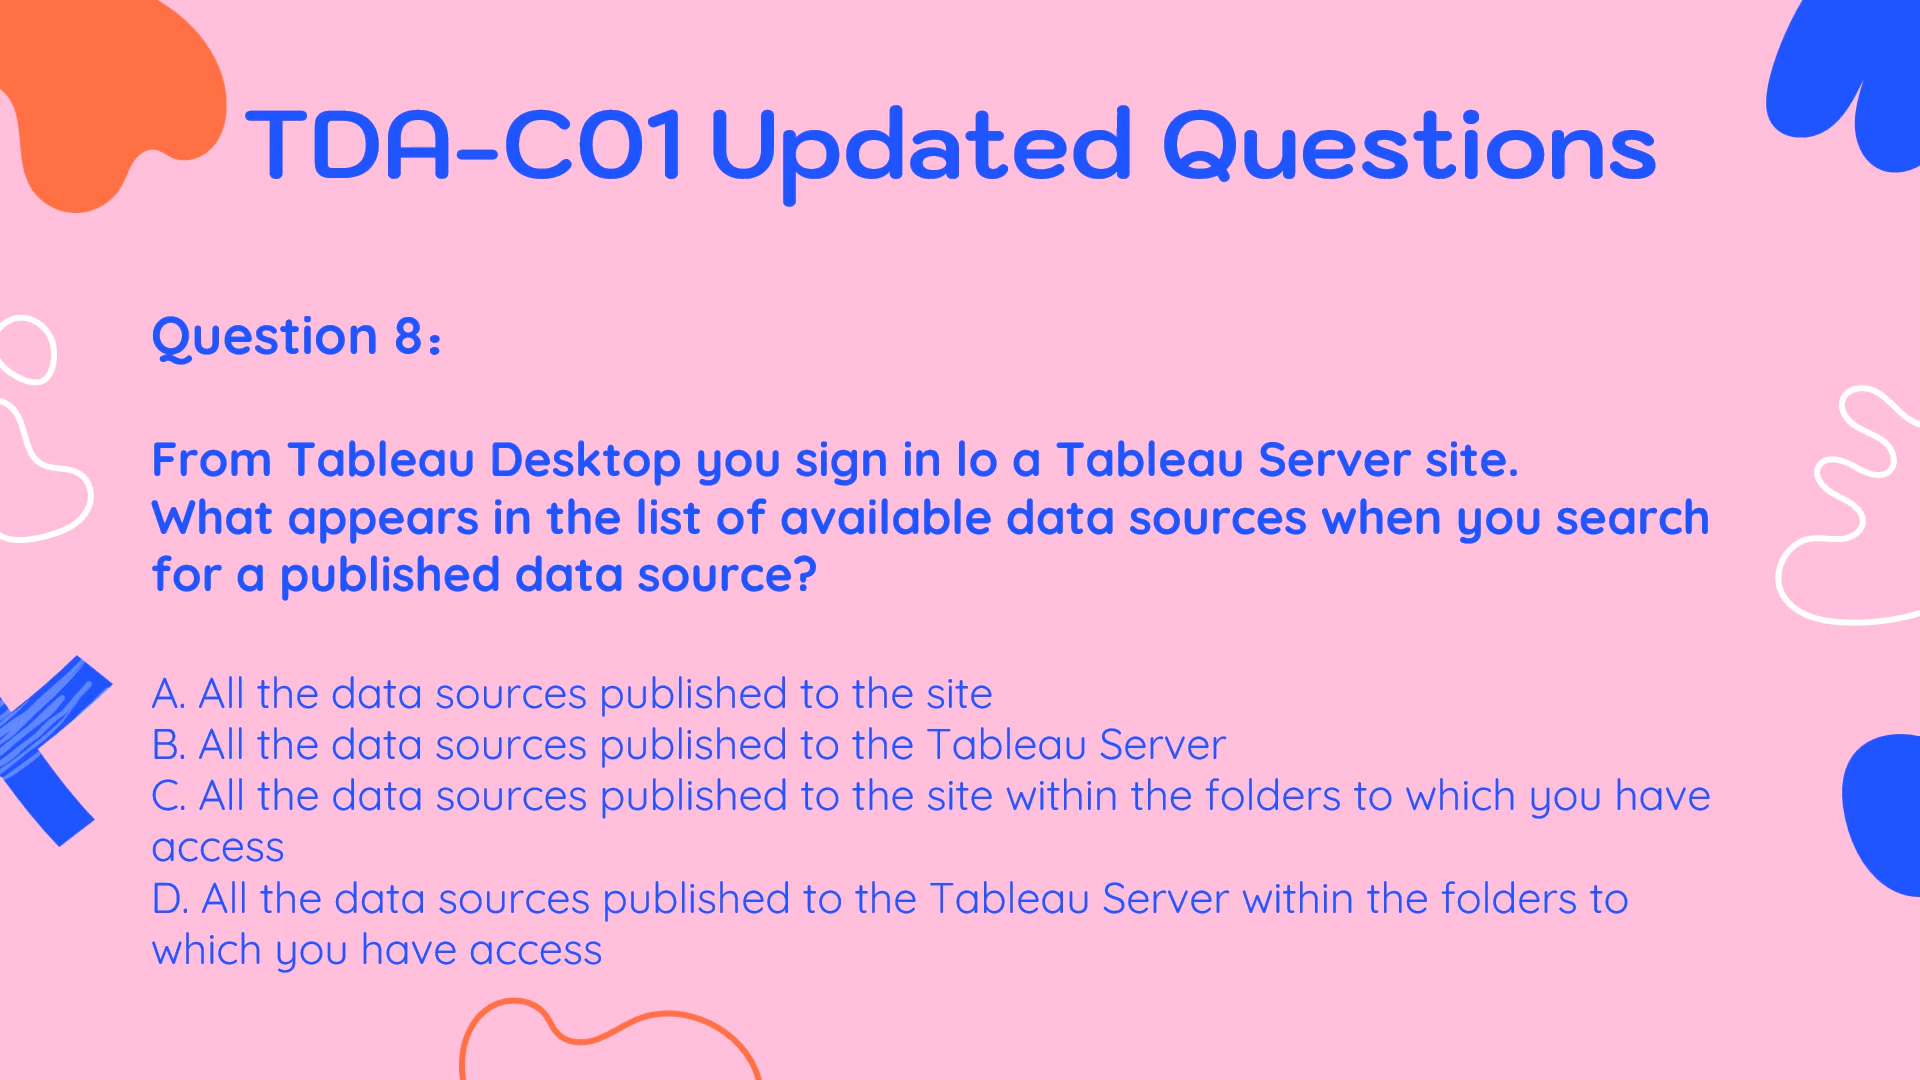 TDA-C01 Updated Questions
Question 8：
From Tableau Desktop you sign in lo a Tableau Server site.
What appears in the list of available data sources when you search
for a published data source?
A. All the data sources published to the site
B. All the data sources published to the Tableau Server
C. All the data sources published to the site within the folders to which you have
access
D. All the data sources published to the Tableau Server within the folders to
which you have access